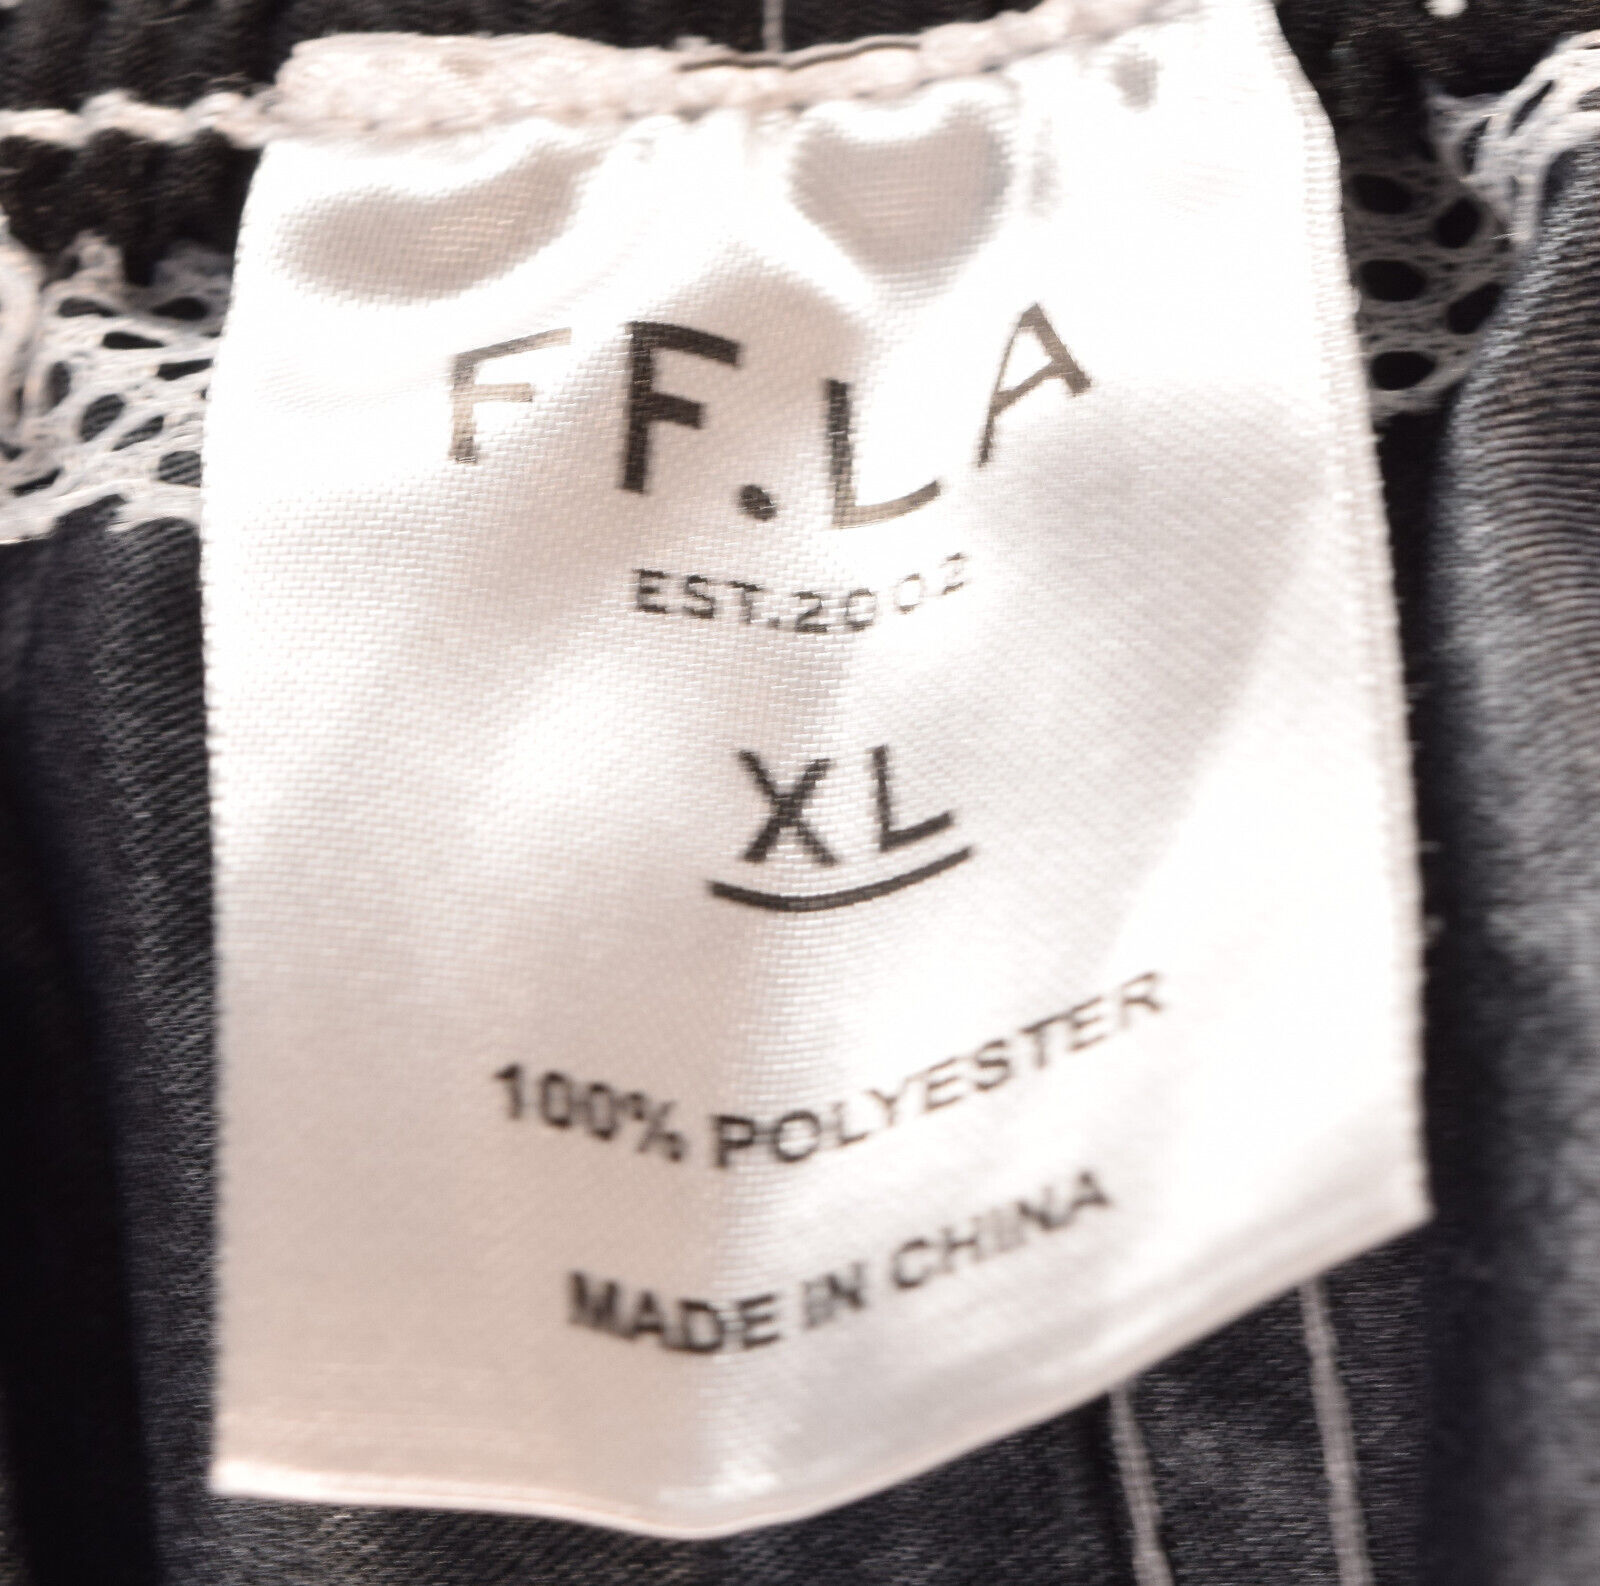 FF.LA
EST.2002
XL
100% POLYESTER
MADE IN CHINA